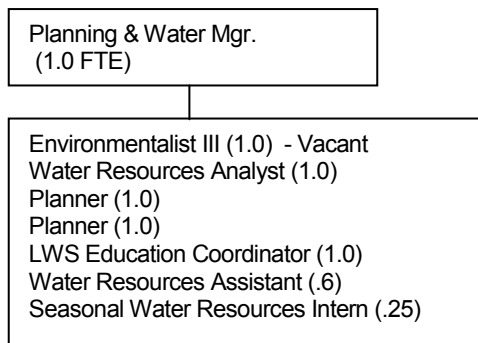 Planning & Water Mgr.
(1.0 FTE)
Environmentalist III (1.0) - Vacant
Water Resources Analyst (1.0)
Planner (1.0)
Planner (1.0)
LWS Education Coordinator (1.0)
Water Resources Assistant (.6)
Seasonal Water Resources Intern (.25)